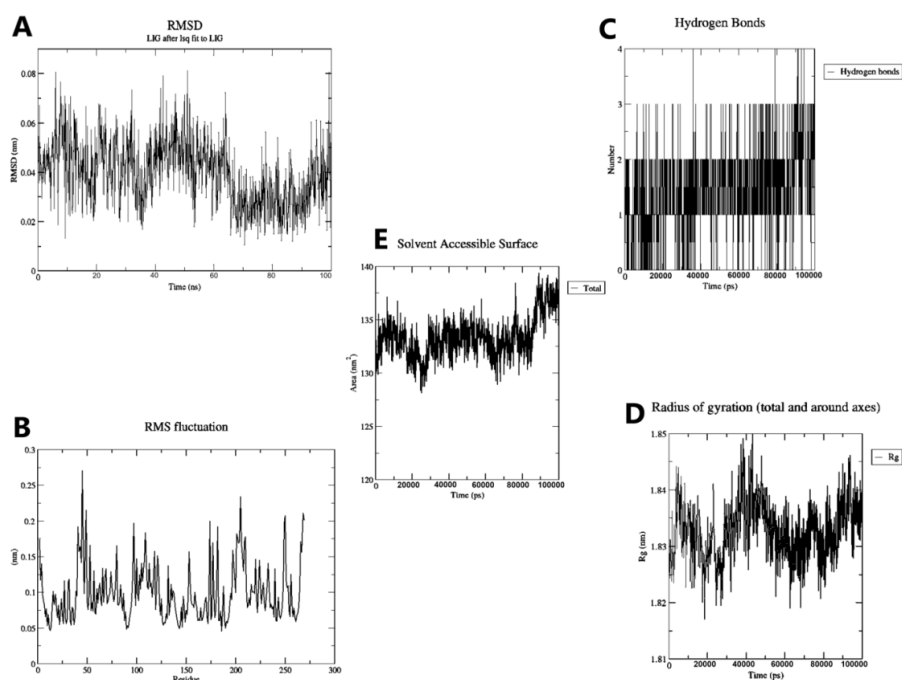 A
RMSD
LIG after lsq fit to LIG
0.08
0.06
0.04
0.02
0
RMSD (nm)
0 20 40 60 80 100
Time (ns)
B
RMS fluctuation
0.3
0.25
0.2
0.15
0.1
0.05
0
(nm)
0 50 100 150 200 250 300
Residue
C
Hydrogen Bonds
4
3
2
1
0
Number
Hydrogen bonds
0 20000 40000 60000 80000 100000
Time (ps)
E
Solvent Accessible Surface
140
135
130
125
120
Area (nm²)
Total
0 20000 40000 60000 80000 100000
Time (ps)
D
Radius of gyration (total and around axes)
1.85
1.84
1.83
1.82
1.81
Rg (nm)
Rg
0 20000 40000 60000 80000 100000
Time (ps)